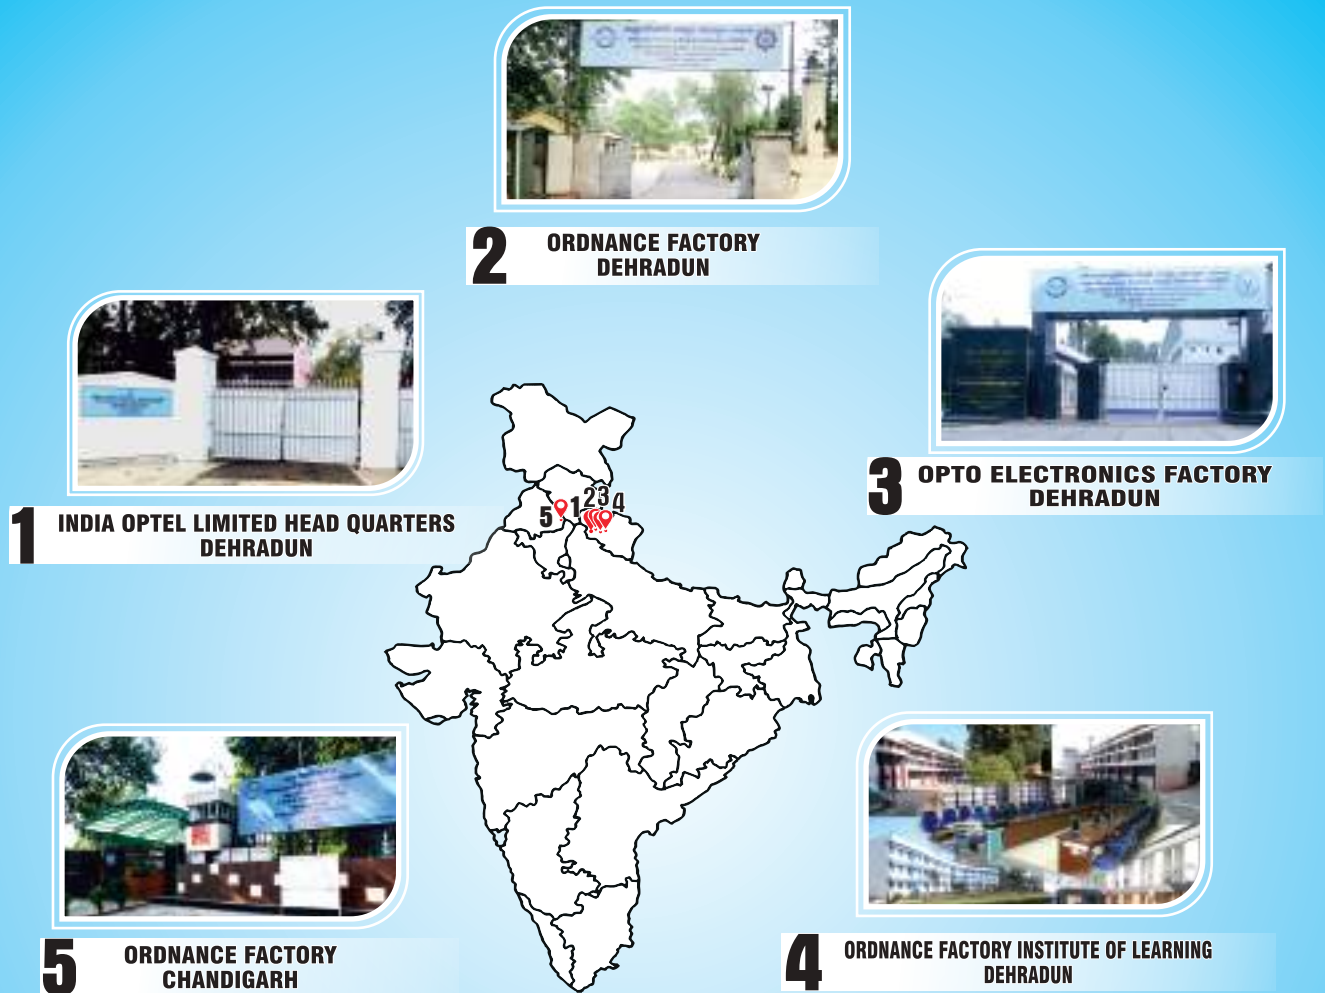 2
ORDNANCE FACTORY
DEHRADUN
1
INDIA OPTEL LIMITED HEAD QUARTERS
DEHRADUN
3
OPTO ELECTRONICS FACTORY
DEHRADUN
5 1 2 3 4
5
ORDNANCE FACTORY
CHANDIGARH
4
ORDNANCE FACTORY INSTITUTE OF LEARNING
DEHRADUN